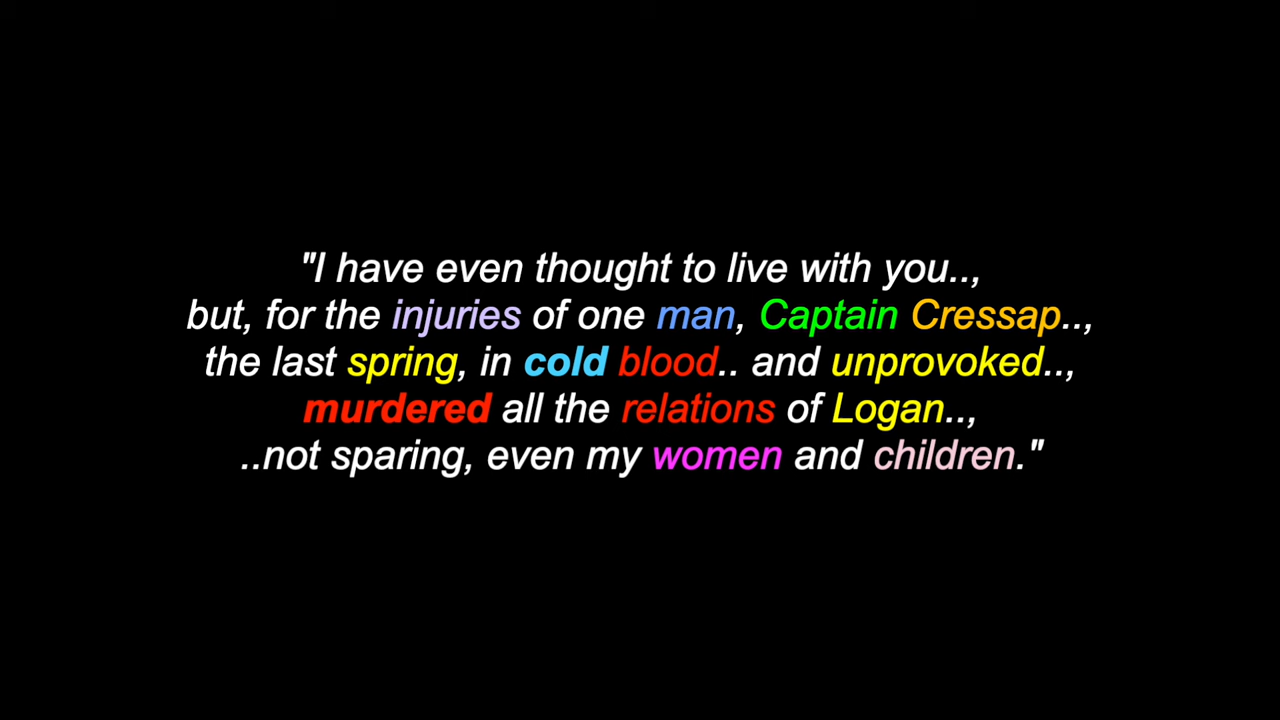 "I have even thought to live with you..,
but, for the injuries of one man, Captain Cressap..,
the last spring, in cold blood.. and unprovoked..,
murdered all the relations of Logan..,
..not sparing, even my women and children."